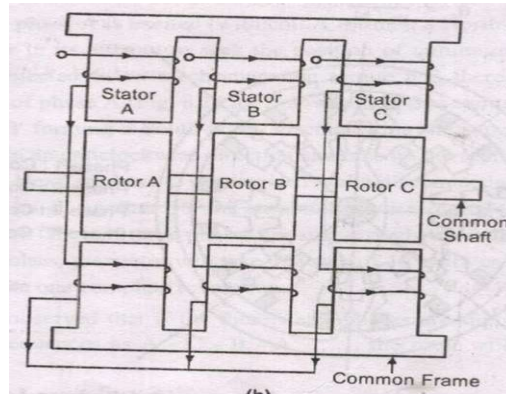 Stator A
Stator B
Stator C
Rotor A
Rotor B
Rotor C
Common Shaft
Common Frame
(b)